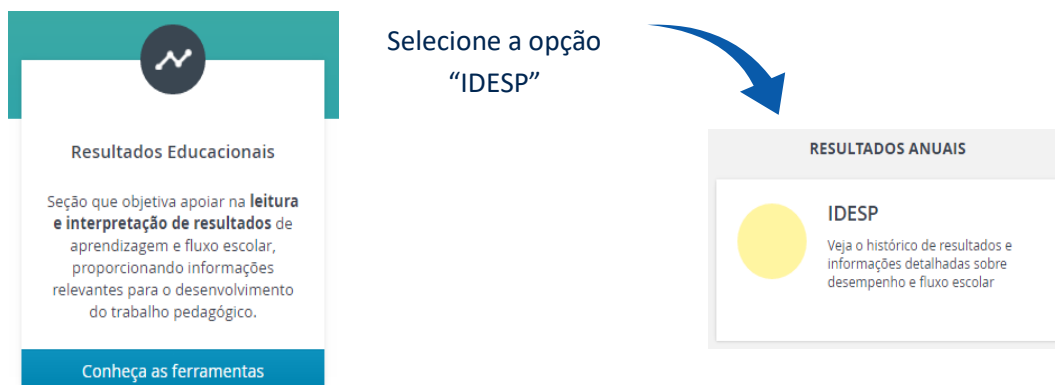 Resultados Educacionais
Seção que objetiva apoiar na leitura
e interpretação de resultados de
aprendizagem e fluxo escolar,
proporcionando informações
relevantes para o desenvolvimento
do trabalho pedagógico.
Conheça as ferramentas
Selecione a opção
“IDESP”
RESULTADOS ANUAIS
IDESP
Veja o histórico de resultados e
informações detalhadas sobre
desempenho e fluxo escolar